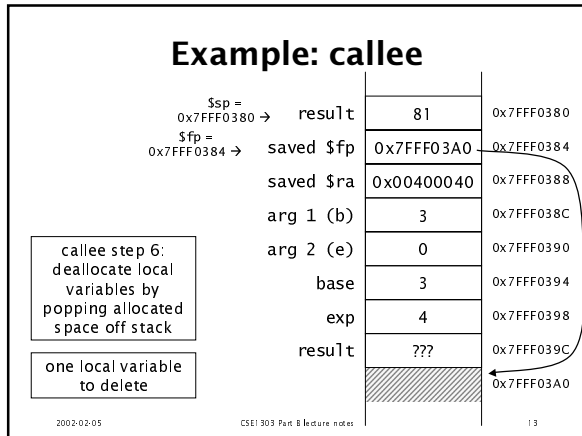 Example: callee
$sp =
0x7FFF0380 → result 81 0x7FFF0380
$fp =
0x7FFF0384 → saved $fp 0x7FFF03A0 0x7FFF0384
saved $ra 0x00400040 0x7FFF0388
arg 1 (b) 3 0x7FFF038C
arg 2 (e) 0 0x7FFF0390
base 3 0x7FFF0394
exp 4 0x7FFF0398
result ??? 0x7FFF039C
0x7FFF03A0
callee step 6:
deallocate local
variables by
popping allocated
space off stack
one local variable
to delete
2002-02-05 CSE1303 Part B lecture notes 13